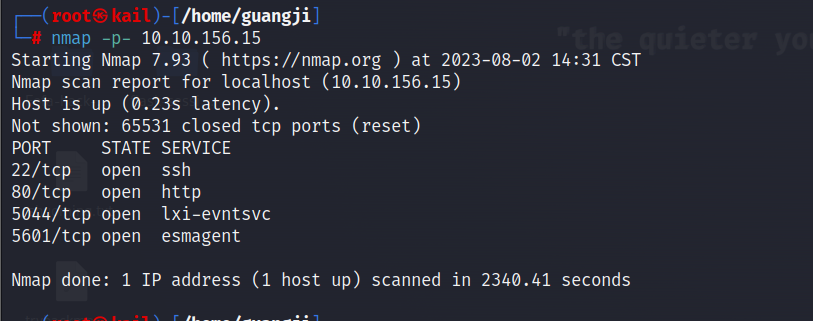 ┌──(root㉿kail)-[/home/guangji]
└─# nmap -p- 10.10.156.15
"the quieter you
Starting Nmap 7.93 ( https://nmap.org ) at 2023-08-02 14:31 CST
Nmap scan report for localhost (10.10.156.15)
Host is up (0.23s latency).
Not shown: 65531 closed tcp ports (reset)
PORT     STATE SERVICE
22/tcp   open  ssh
80/tcp   open  http
5044/tcp open  lxi-evntsvc
5601/tcp open  esmagent
Nmap done: 1 IP address (1 host up) scanned in 2340.41 seconds
┌──(root㉿kail)-[/home/guangji]